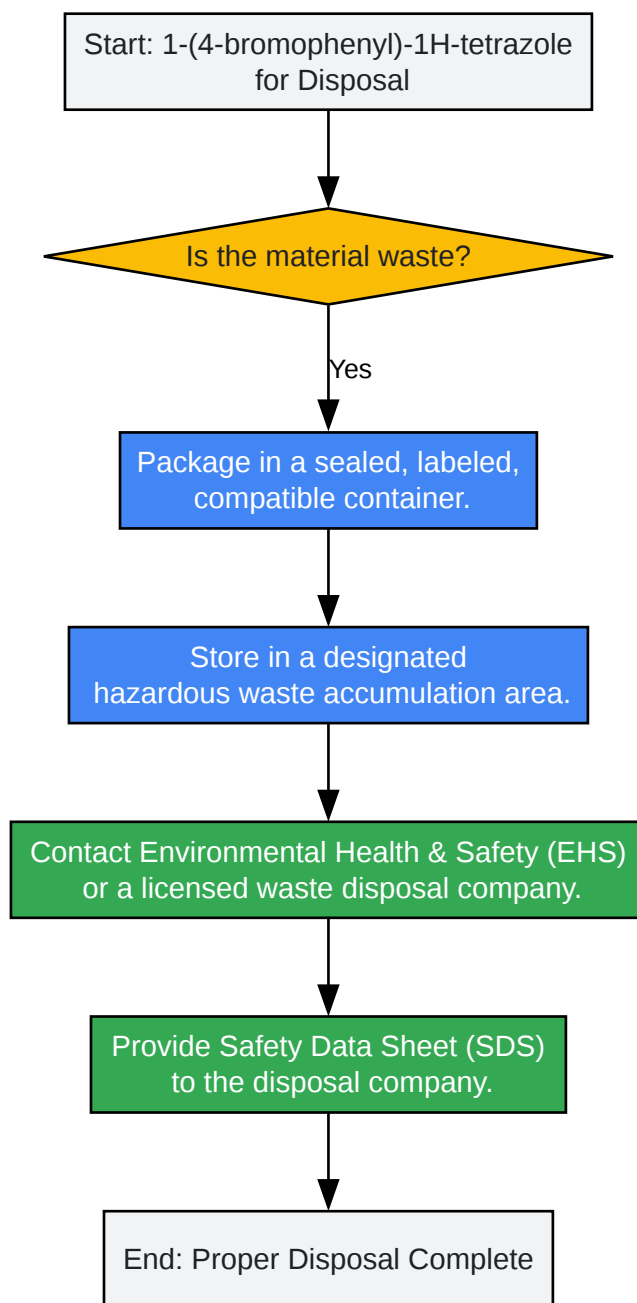 Start: 1-(4-bromophenyl)-1H-tetrazole
for Disposal
Is the material waste?
Yes
Package in a sealed, labeled,
compatible container.
Store in a designated
hazardous waste accumulation area.
Contact Environmental Health & Safety (EHS)
or a licensed waste disposal company.
Provide Safety Data Sheet (SDS)
to the disposal company.
End: Proper Disposal Complete